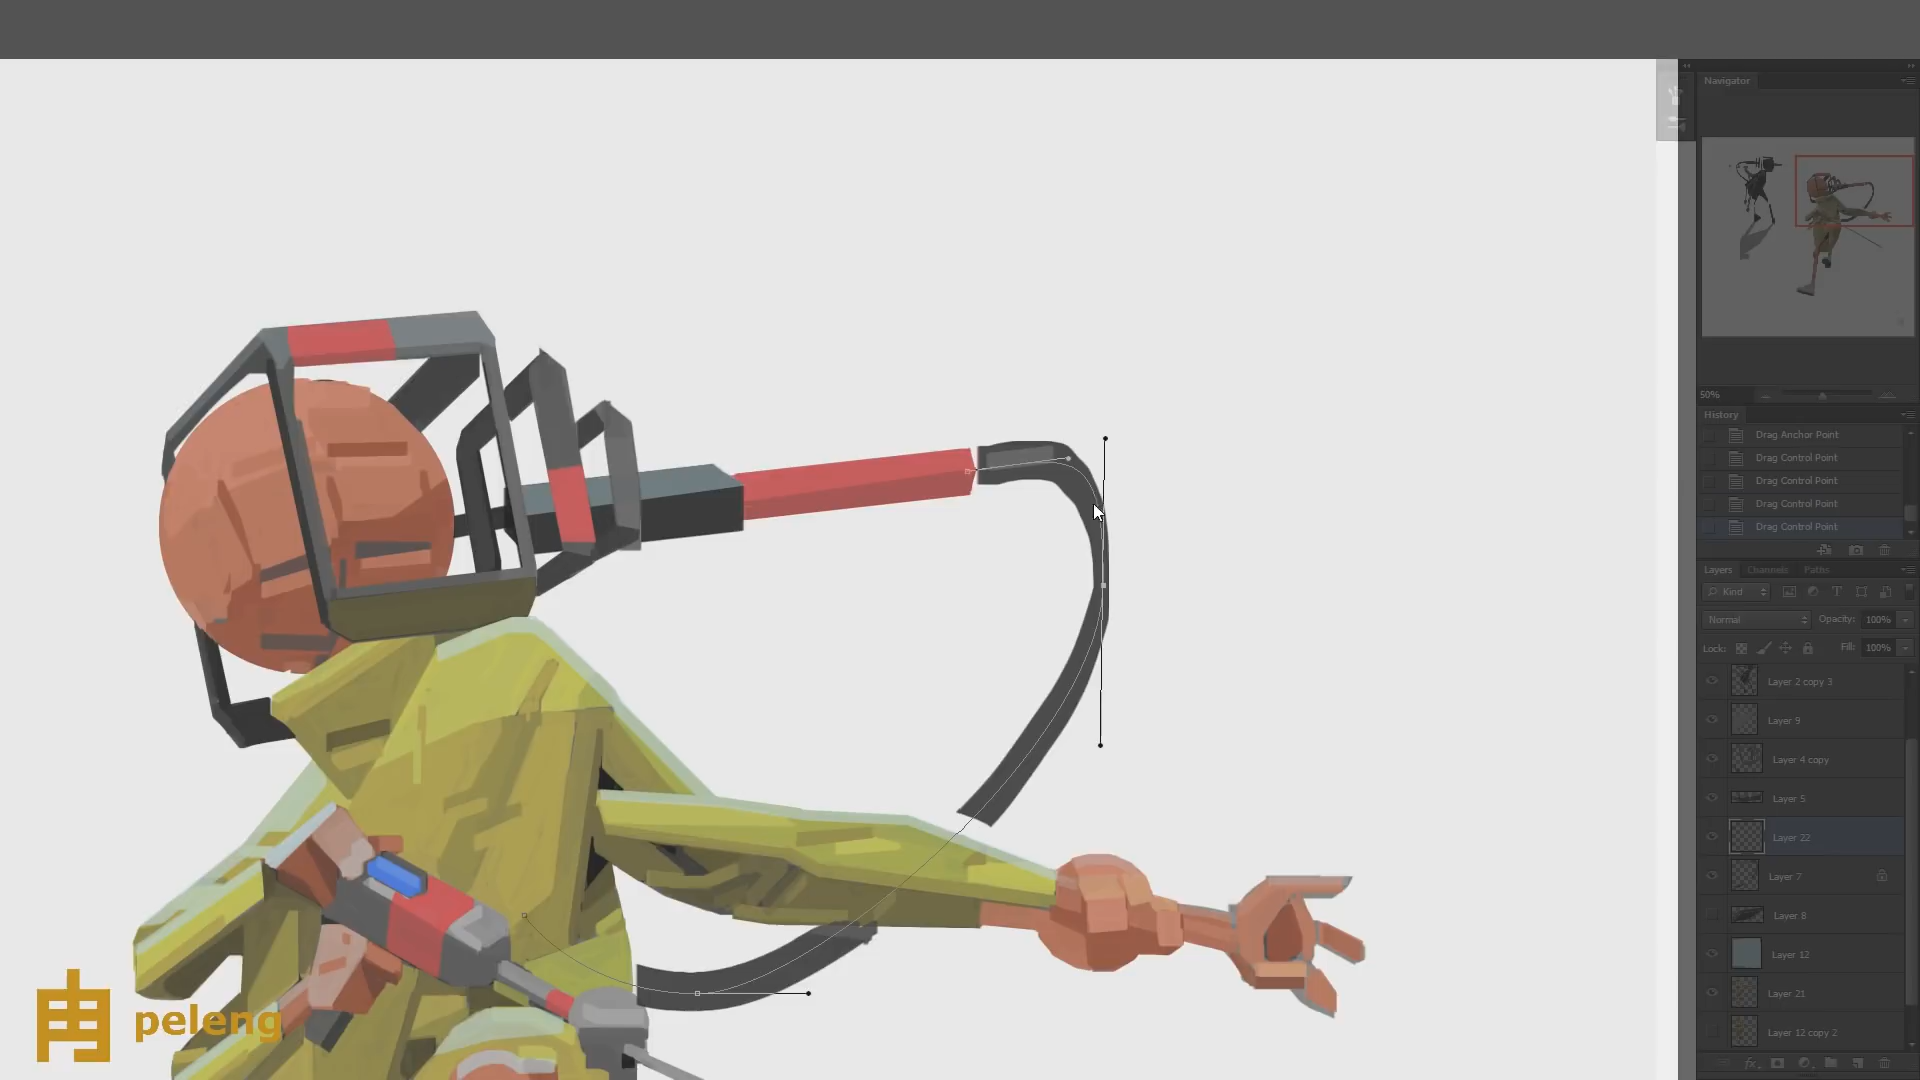 Navigator
50%
History
Drag Anchor Point
Drag Control Point
Drag Control Point
Drag Control Point
Drag Control Point
Layers Channels Paths
Kind
Normal Opacity: 100%
Lock: Fill: 100%
Layer 2 copy 3
Layer 9
Layer 4 copy
Layer 5
Layer 22
Layer 7
Layer 8
Layer 12
Layer 21
Layer 12 copy 2
peleng